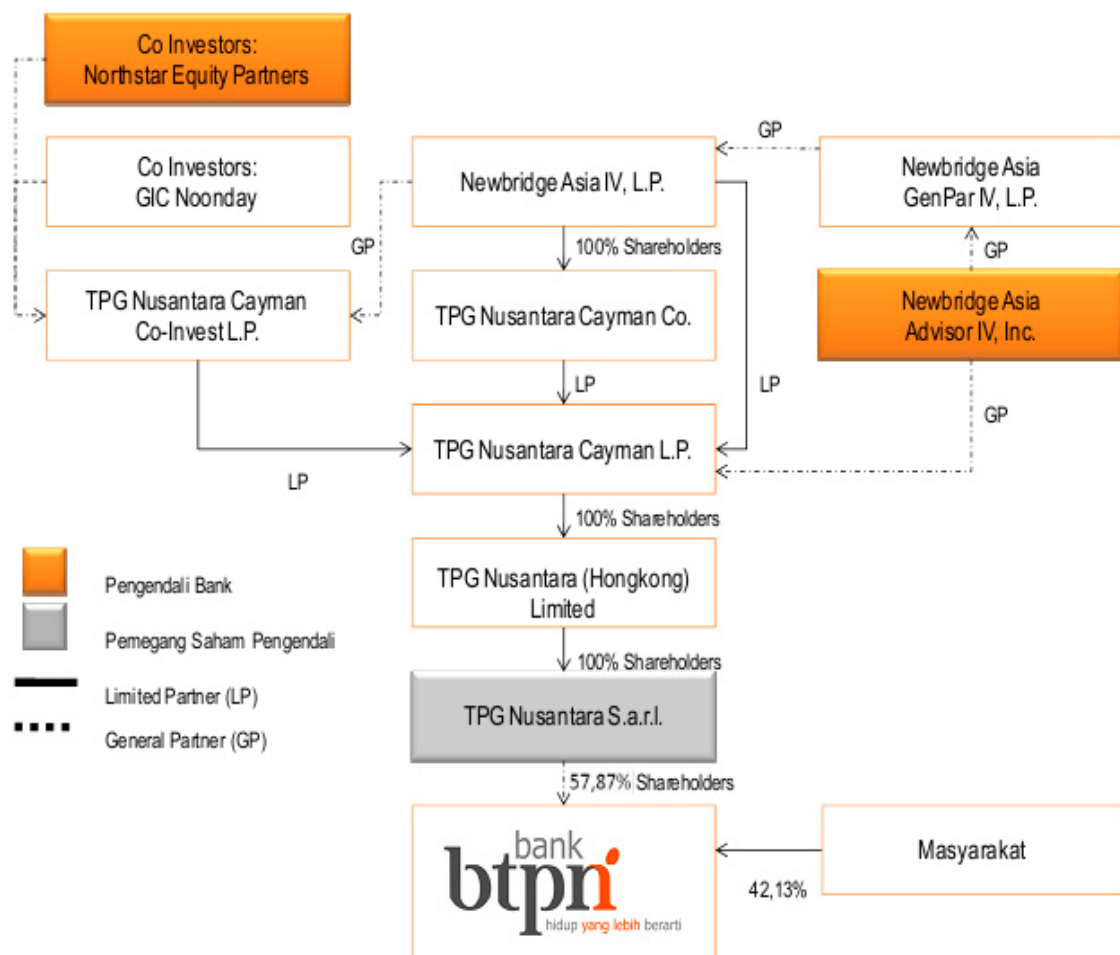 Co Investors:
Northstar Equity Partners
GP
Co Investors:
GIC Noonday
Newbridge Asia IV, L.P.
Newbridge Asia
GenPar IV, L.P.
GP
100% Shareholders
GP
TPG Nusantara Cayman
Co-Invest L.P.
TPG Nusantara Cayman Co.
Newbridge Asia
Advisor IV, Inc.
LP
LP
GP
TPG Nusantara Cayman L.P.
LP
100% Shareholders
TPG Nusantara (Hongkong)
Limited
Pengendali Bank
Pemegang Saham Pengendali
Limited Partner (LP)
General Partner (GP)
100% Shareholders
TPG Nusantara S.a.r.l.
57,87% Shareholders
bank
btpn
hidup yang lebih berarti
Masyarakat
42,13%